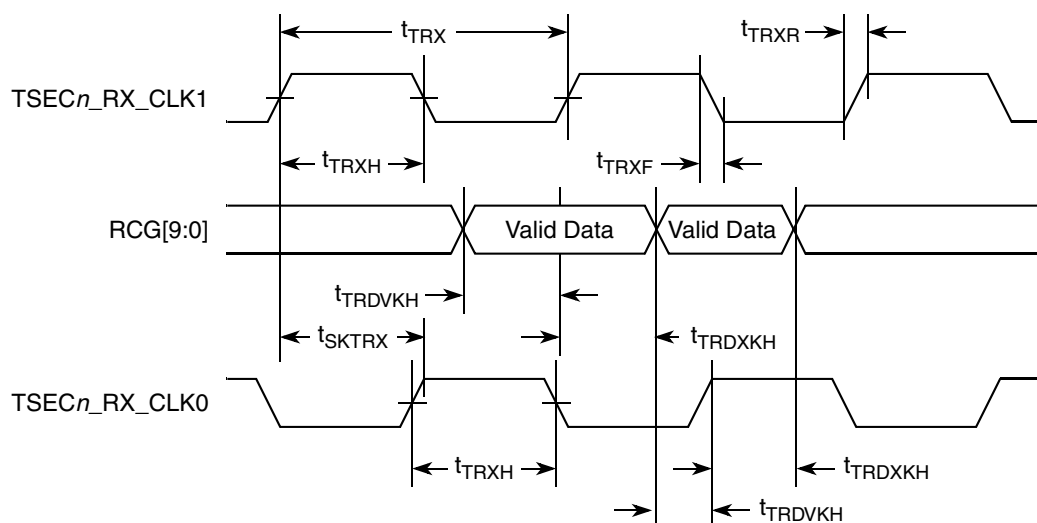 tTRX
tTRXR
TSECn_RX_CLK1
tTRXH
tTRXF
RCG[9:0]
Valid Data
Valid Data
tTRDVKH
tSKTRX
tTRDXKH
TSECn_RX_CLK0
tTRXH
tTRDXKH
tTRDVKH